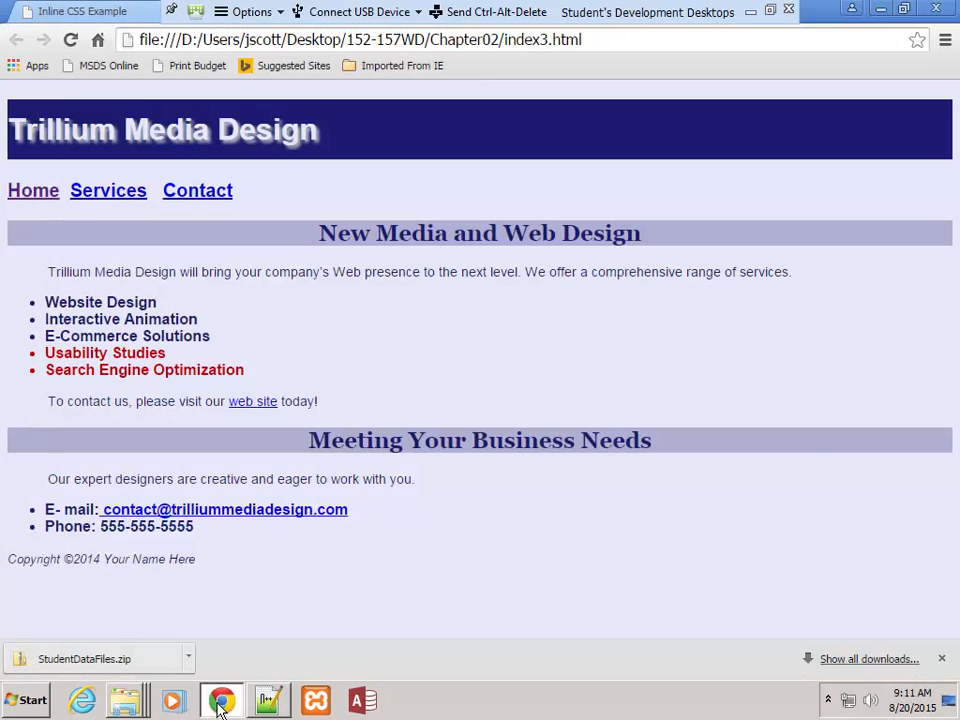 Inline CSS Example
Options
Connect USB Device
Send Ctrl-Alt-Delete
Student's Development Desktops
file:///D:/Users/jscott/Desktop/152-157WD/Chapter02/index3.html
Apps
MSDS Online
Print Budget
Suggested Sites
Imported From IE
Trillium Media Design
Home Services Contact
New Media and Web Design
Trillium Media Design will bring your company's Web presence to the next level. We offer a comprehensive range of services.
• Website Design
• Interactive Animation
• E-Commerce Solutions
• Usability Studies
• Search Engine Optimization
To contact us, please visit our web site today!
Meeting Your Business Needs
Our expert designers are creative and eager to work with you.
• E- mail: contact@trilliummediadesign.com
• Phone: 555-555-5555
Copyright ©2014 Your Name Here
StudentDataFiles.zip
Show all downloads...
Start
9:11 AM
8/20/2015